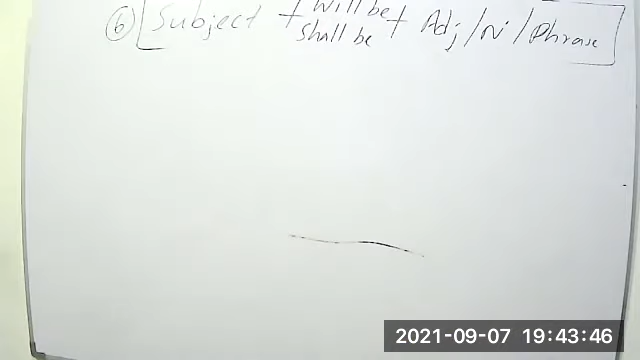 ⑥ Subject + will be + Adj/N/Phrase
shall be
2021-09-07 19:43:46